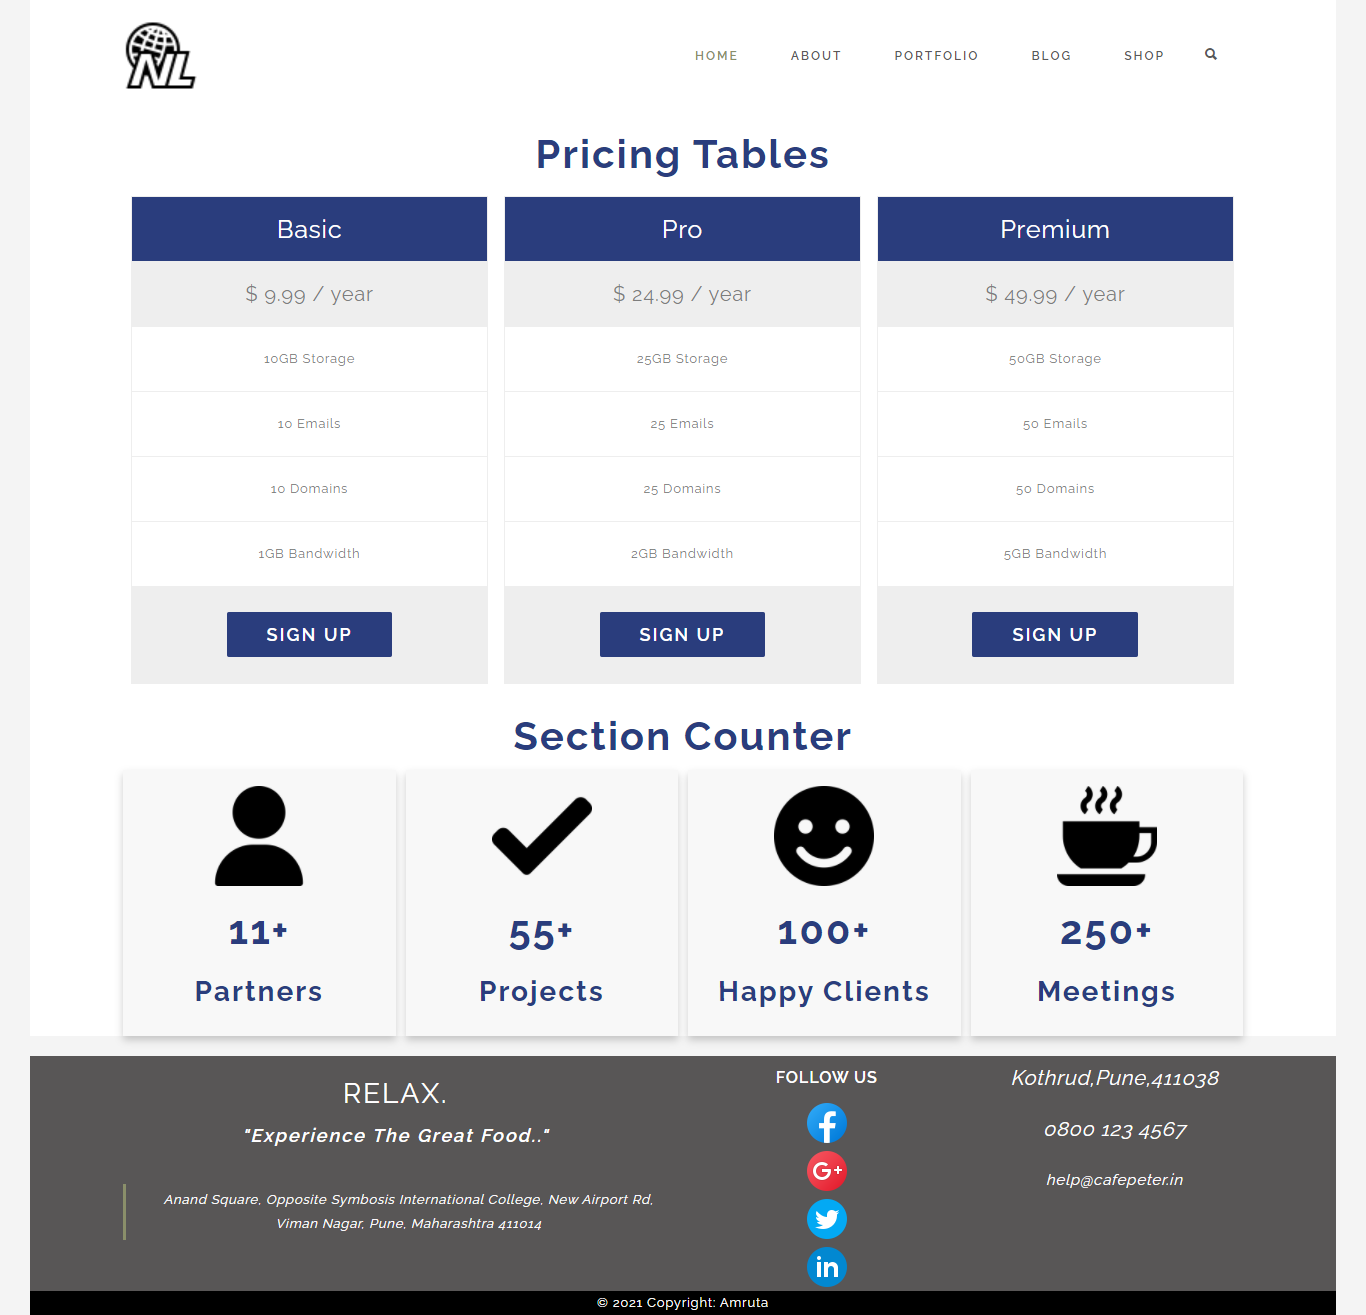 NL
HOME ABOUT PORTFOLIO BLOG SHOP
Pricing Tables
Basic
$ 9.99 / year
10GB Storage
10 Emails
10 Domains
1GB Bandwidth
SIGN UP
Pro
$ 24.99 / year
25GB Storage
25 Emails
25 Domains
2GB Bandwidth
SIGN UP
Premium
$ 49.99 / year
50GB Storage
50 Emails
50 Domains
5GB Bandwidth
SIGN UP
Section Counter
11+
Partners
55+
Projects
100+
Happy Clients
250+
Meetings
RELAX.
"Experience The Great Food.."
Anand Square, Opposite Symbosis International College, New Airport Rd,
Viman Nagar, Pune, Maharashtra 411014
FOLLOW US
f
G+
in
Kothrud,Pune,411038
0800 123 4567
help@cafepeter.in
© 2021 Copyright: Amruta